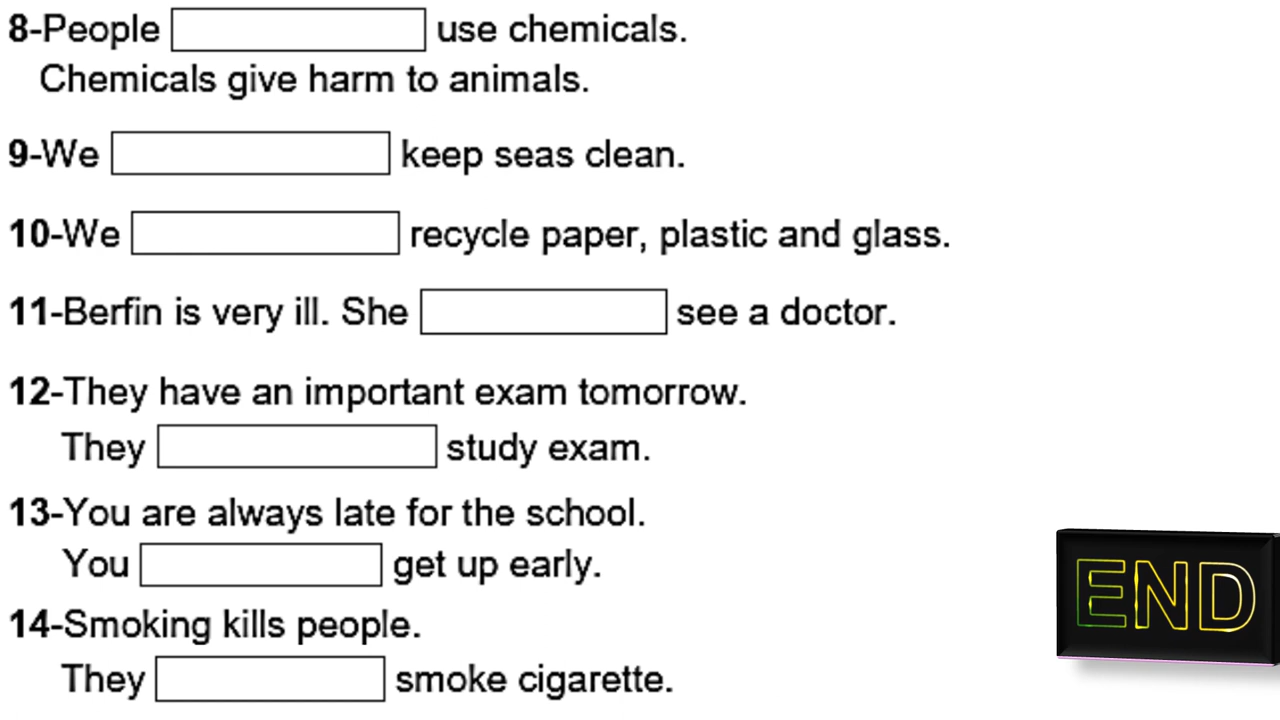 8-People use chemicals.
Chemicals give harm to animals.
9-We keep seas clean.
10-We recycle paper, plastic and glass.
11-Berfin is very ill. She see a doctor.
12-They have an important exam tomorrow.
They study exam.
13-You are always late for the school.
You get up early.
14-Smoking kills people.
They smoke cigarette.
END